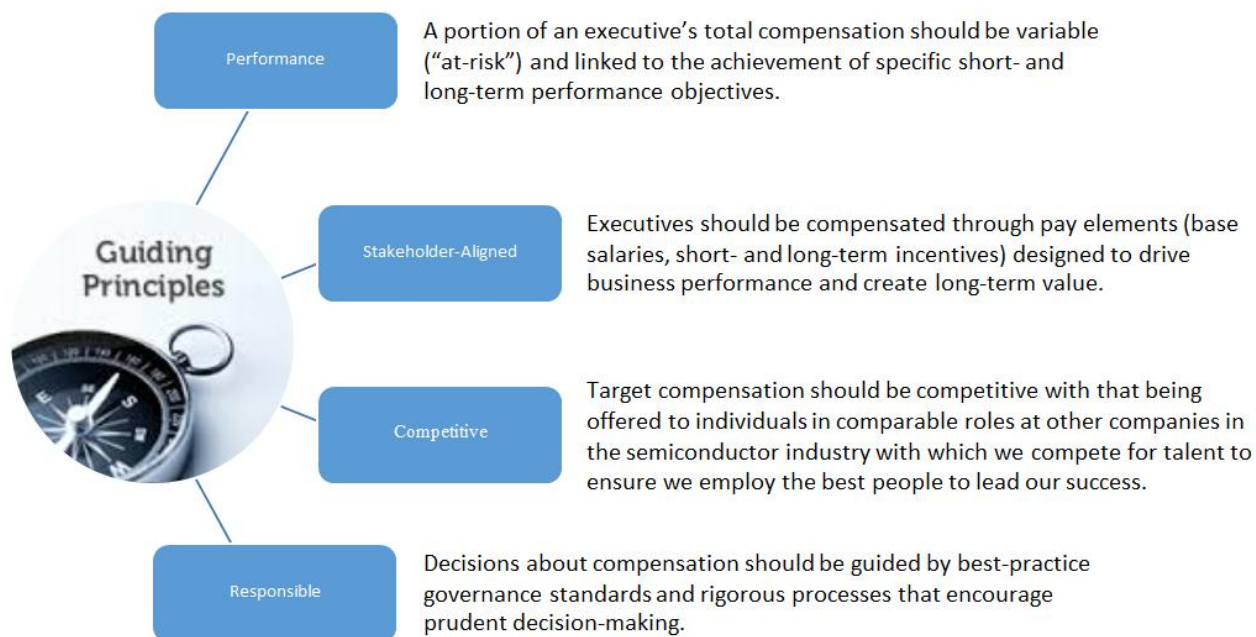 Performance
A portion of an executive's total compensation should be variable
("at-risk") and linked to the achievement of specific short- and
long-term performance objectives.
Guiding
Principles
Stakeholder-Aligned
Executives should be compensated through pay elements (base
salaries, short- and long-term incentives) designed to drive
business performance and create long-term value.
E
S
W
Competitive
Target compensation should be competitive with that being
offered to individuals in comparable roles at other companies in
the semiconductor industry with which we compete for talent to
ensure we employ the best people to lead our success.
Responsible
Decisions about compensation should be guided by best-practice
governance standards and rigorous processes that encourage
prudent decision-making.